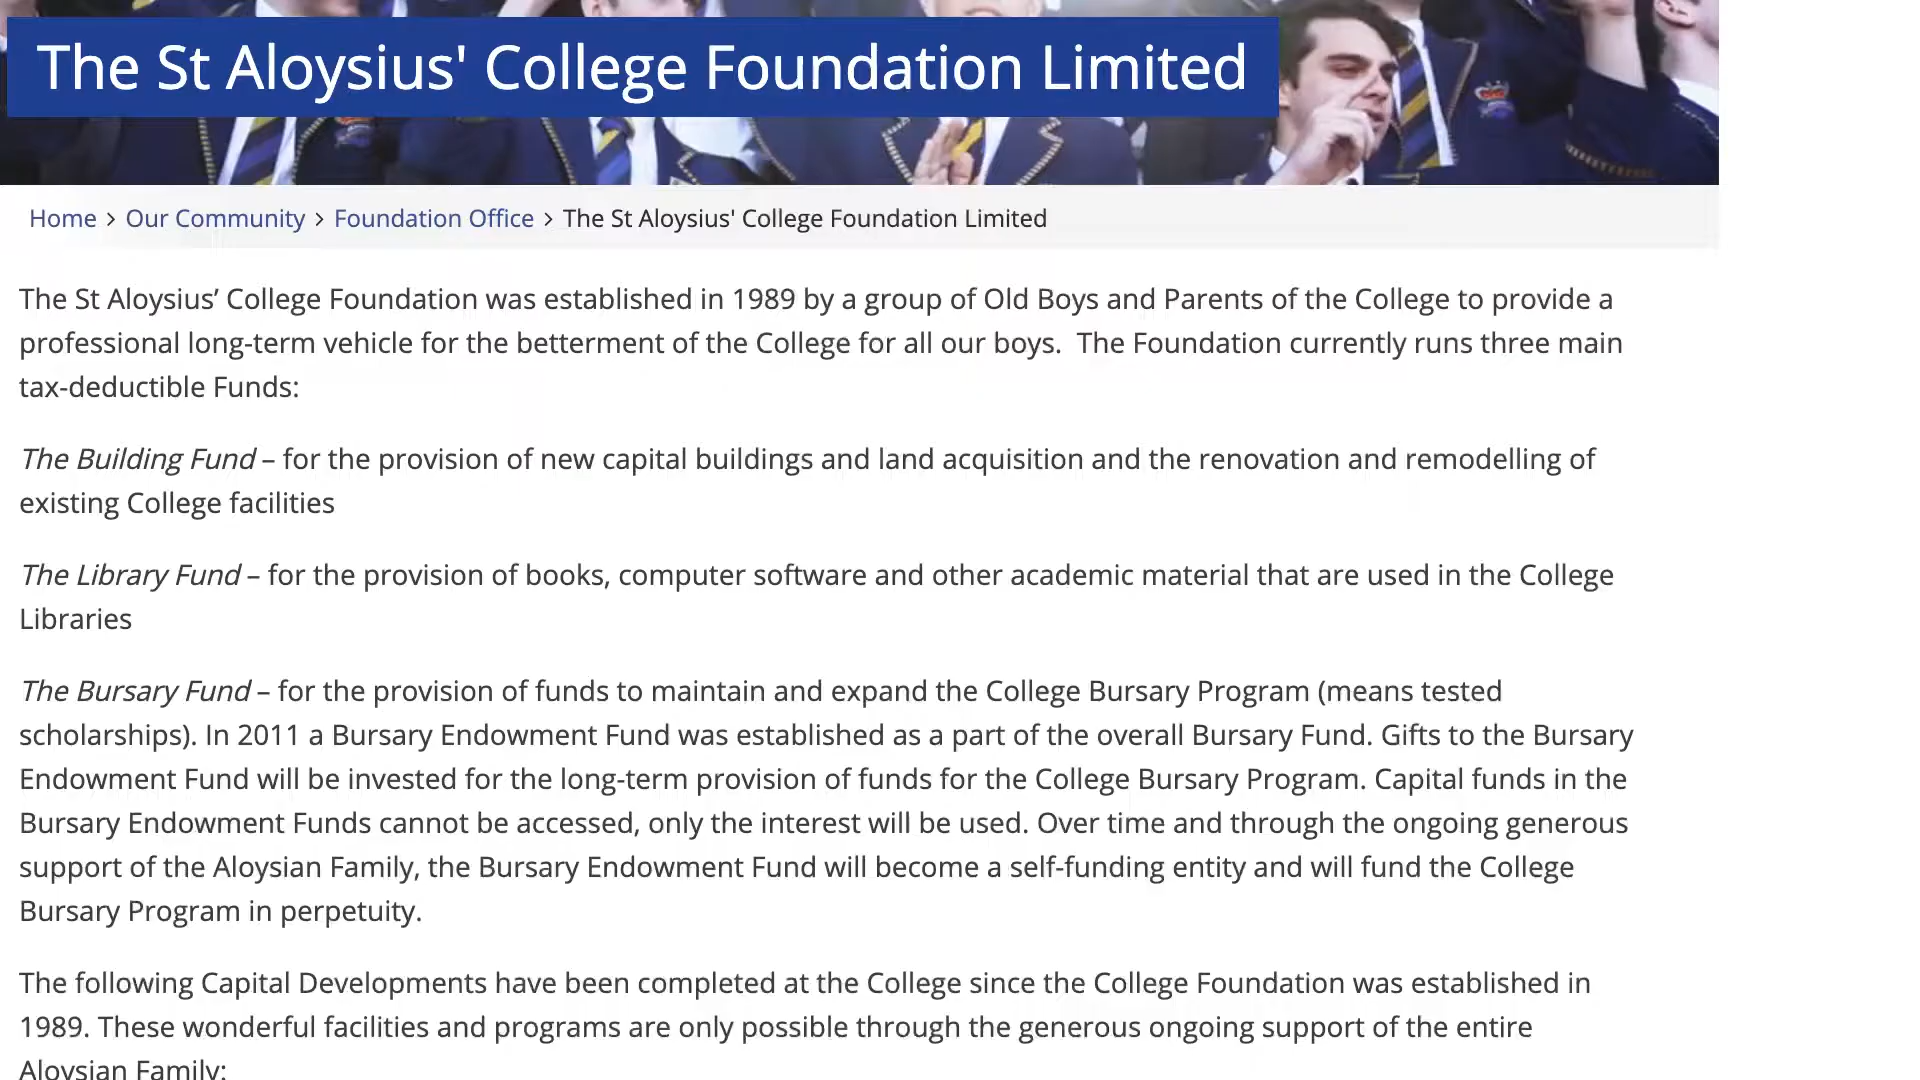 The St Aloysius' College Foundation Limited
Home > Our Community > Foundation Office > The St Aloysius' College Foundation Limited
The St Aloysius’ College Foundation was established in 1989 by a group of Old Boys and Parents of the College to provide a
professional long-term vehicle for the betterment of the College for all our boys.  The Foundation currently runs three main
tax-deductible Funds:
The Building Fund – for the provision of new capital buildings and land acquisition and the renovation and remodelling of
existing College facilities
The Library Fund – for the provision of books, computer software and other academic material that are used in the College
Libraries
The Bursary Fund – for the provision of funds to maintain and expand the College Bursary Program (means tested
scholarships). In 2011 a Bursary Endowment Fund was established as a part of the overall Bursary Fund. Gifts to the Bursary
Endowment Fund will be invested for the long-term provision of funds for the College Bursary Program. Capital funds in the
Bursary Endowment Funds cannot be accessed, only the interest will be used. Over time and through the ongoing generous
support of the Aloysian Family, the Bursary Endowment Fund will become a self-funding entity and will fund the College
Bursary Program in perpetuity.
The following Capital Developments have been completed at the College since the College Foundation was established in
1989. These wonderful facilities and programs are only possible through the generous ongoing support of the entire
Aloysian Family: